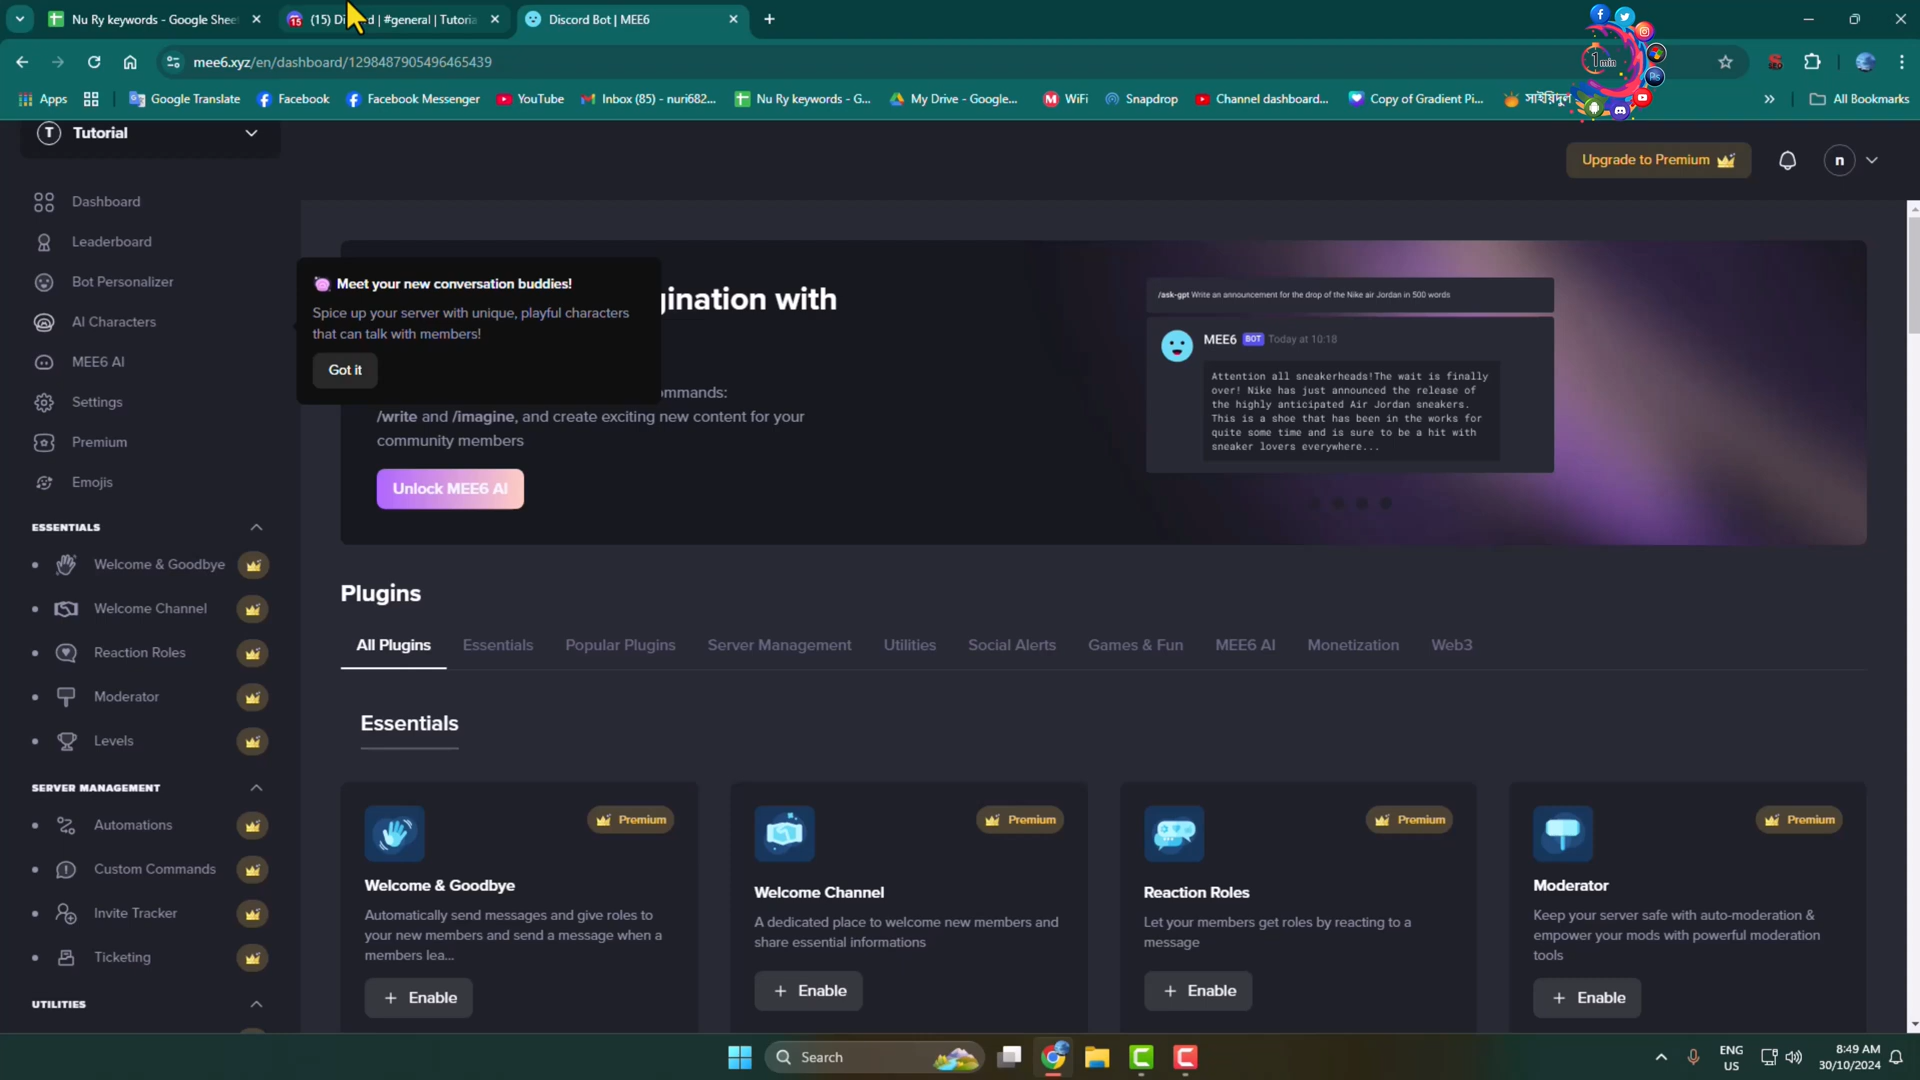 Nu Ry keywords - Google Shee
(15) Di d | #general | Tutoria
Discord Bot | MEE6
mee6.xyz/en/dashboard/1298487905496465439
1min
Apps
Google Translate
Facebook
Facebook Messenger
YouTube
Inbox (85) - nuri682...
Nu Ry keywords - G...
My Drive - Google...
WiFi
Snapdrop
Channel dashboard...
Copy of Gradient Pi...
সাইয়িদুল
All Bookmarks
T Tutorial
Upgrade to Premium
n
Dashboard
Leaderboard
Bot Personalizer
AI Characters
MEE6 AI
Settings
Premium
Emojis
ESSENTIALS
Welcome & Goodbye
Welcome Channel
Reaction Roles
Moderator
Levels
SERVER MANAGEMENT
Automations
Custom Commands
Invite Tracker
Ticketing
UTILITIES
Meet your new conversation buddies!
Spice up your server with unique, playful characters
that can talk with members!
Got it
gination with
ommands:
/write and /imagine, and create exciting new content for your
community members
Unlock MEE6 AI
/ask-gpt Write an announcement for the drop of the Nike air Jordan in 500 words
MEE6 BOT Today at 10:18
Attention all sneakerheads!The wait is finally
over! Nike has just announced the release of
the highly anticipated Air Jordan sneakers.
This is a shoe that has been in the works for
quite some time and is sure to be a hit with
sneaker lovers everywhere...
Plugins
All Plugins
Essentials
Popular Plugins
Server Management
Utilities
Social Alerts
Games & Fun
MEE6 AI
Monetization
Web3
Essentials
Premium
Welcome & Goodbye
Automatically send messages and give roles to
your new members and send a message when a
members lea...
+ Enable
Premium
Welcome Channel
A dedicated place to welcome new members and
share essential informations
+ Enable
Premium
Reaction Roles
Let your members get roles by reacting to a
message
+ Enable
Premium
Moderator
Keep your server safe with auto-moderation &
empower your mods with powerful moderation
tools
+ Enable
Search
ENG
US
8:49 AM
30/10/2024